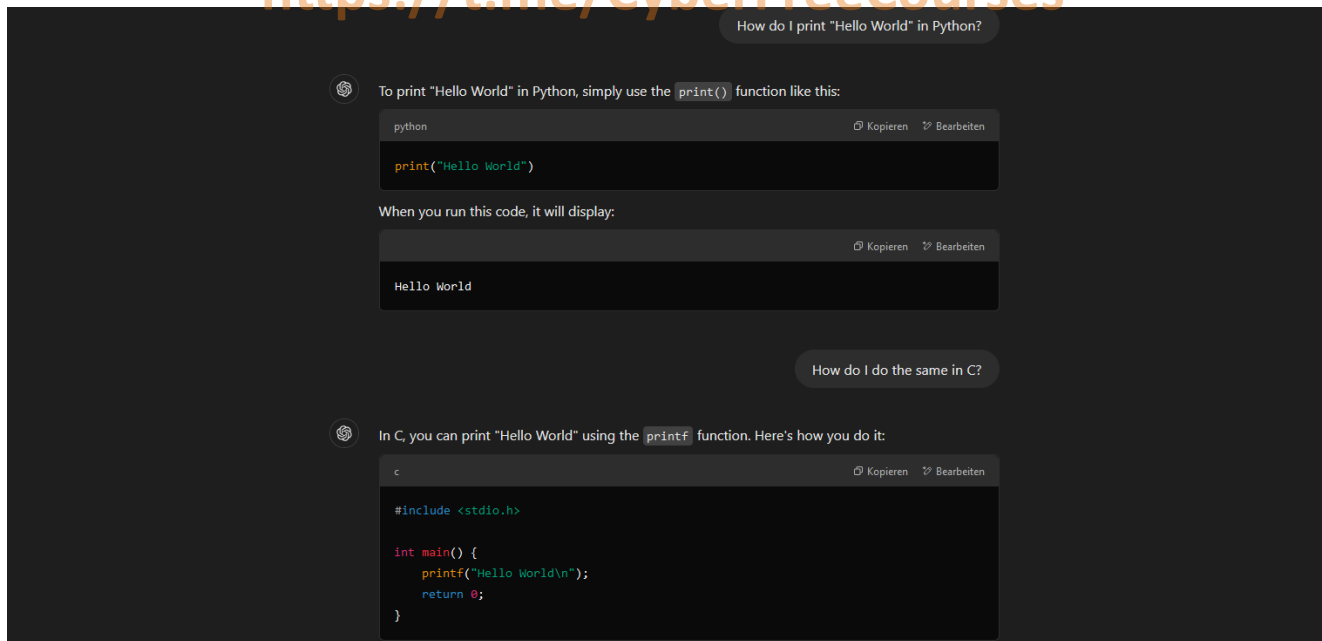 https://t.me/CyberFreeCourses
How do I print "Hello World" in Python?
To print "Hello World" in Python, simply use the print() function like this:
python
Kopieren Bearbeiten
print("Hello World")
When you run this code, it will display:
Kopieren Bearbeiten
Hello World
How do I do the same in C?
In C, you can print "Hello World" using the printf function. Here's how you do it:
c
Kopieren Bearbeiten
#include <stdio.h>
int main() {
    printf("Hello World\n");
    return 0;
}